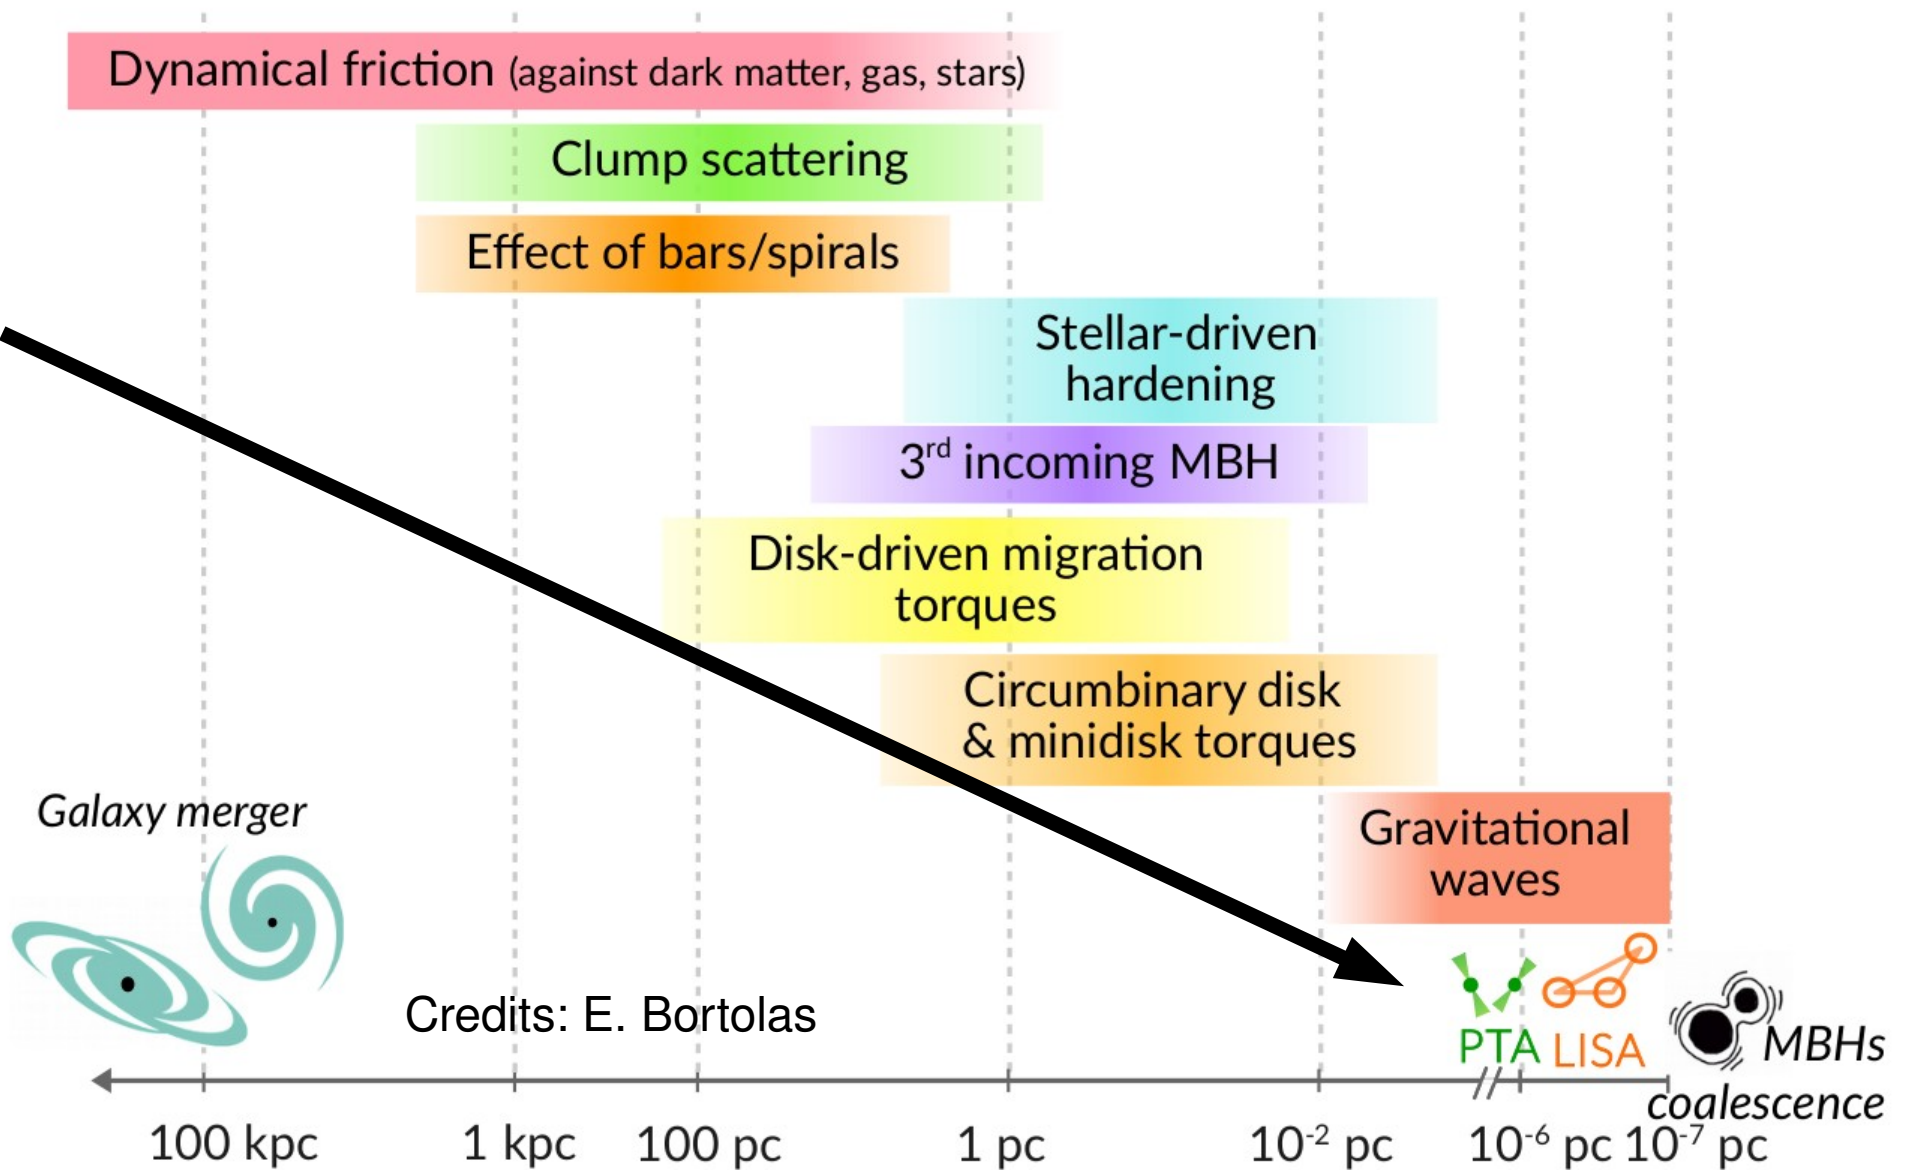 Dynamical friction (against dark matter, gas, stars)
Clump scattering
Effect of bars/spirals
Stellar-driven
hardening
3rd incoming MBH
Disk-driven migration
torques
Circumbinary disk
& minidisk torques
Gravitational
waves
Galaxy merger
Credits: E. Bortolas
PTA LISA
MBHs
coalescence
100 kpc 1 kpc 100 pc 1 pc 10-2 pc 10-6 pc 10-7 pc